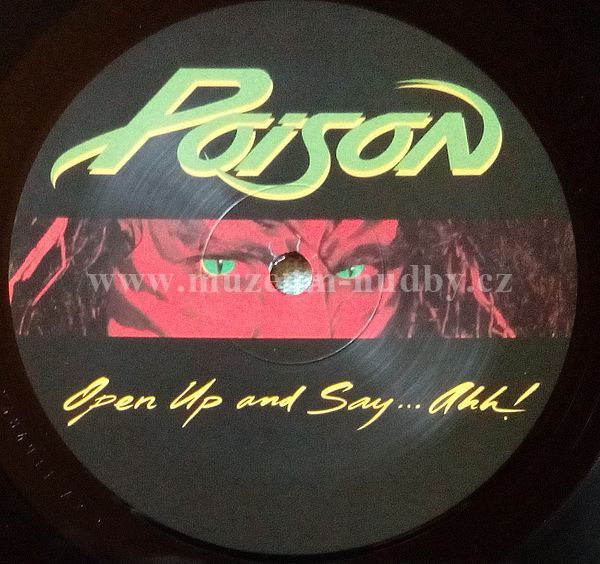 POISON
www.muzeum-hudby.cz
Open Up and Say... Ahh!